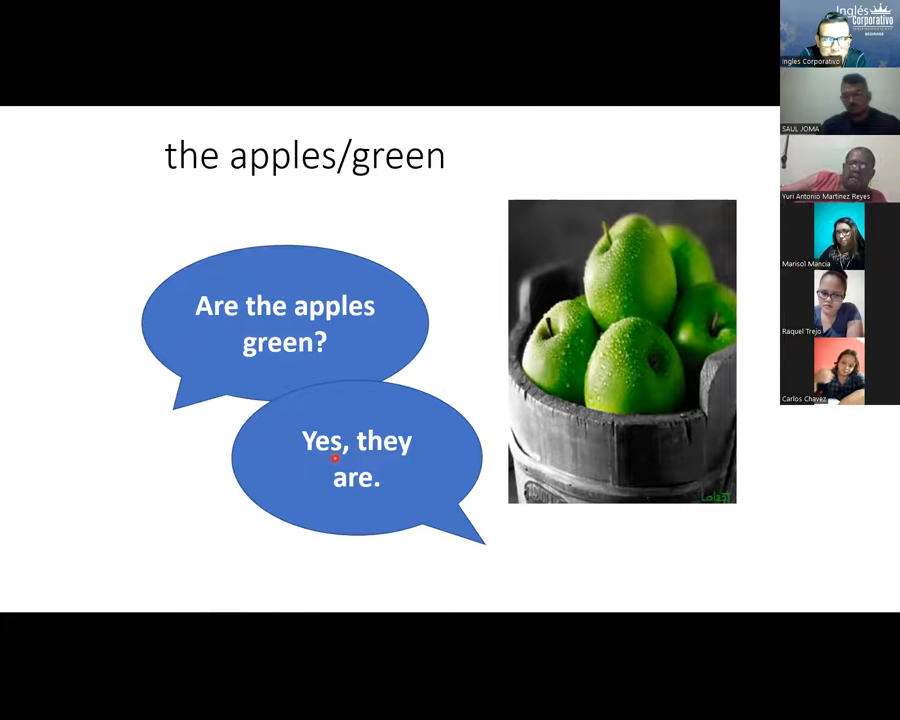 the apples/green
Are the apples
green?
Yes, they
are.
Inglés
Corporativo
BEGINNER
Ingles Corporativo
SAUL JOMA
Yuri Antonio Martinez Reyes
Marisol Mancia
Raquel Trejo
Carlos Chavez